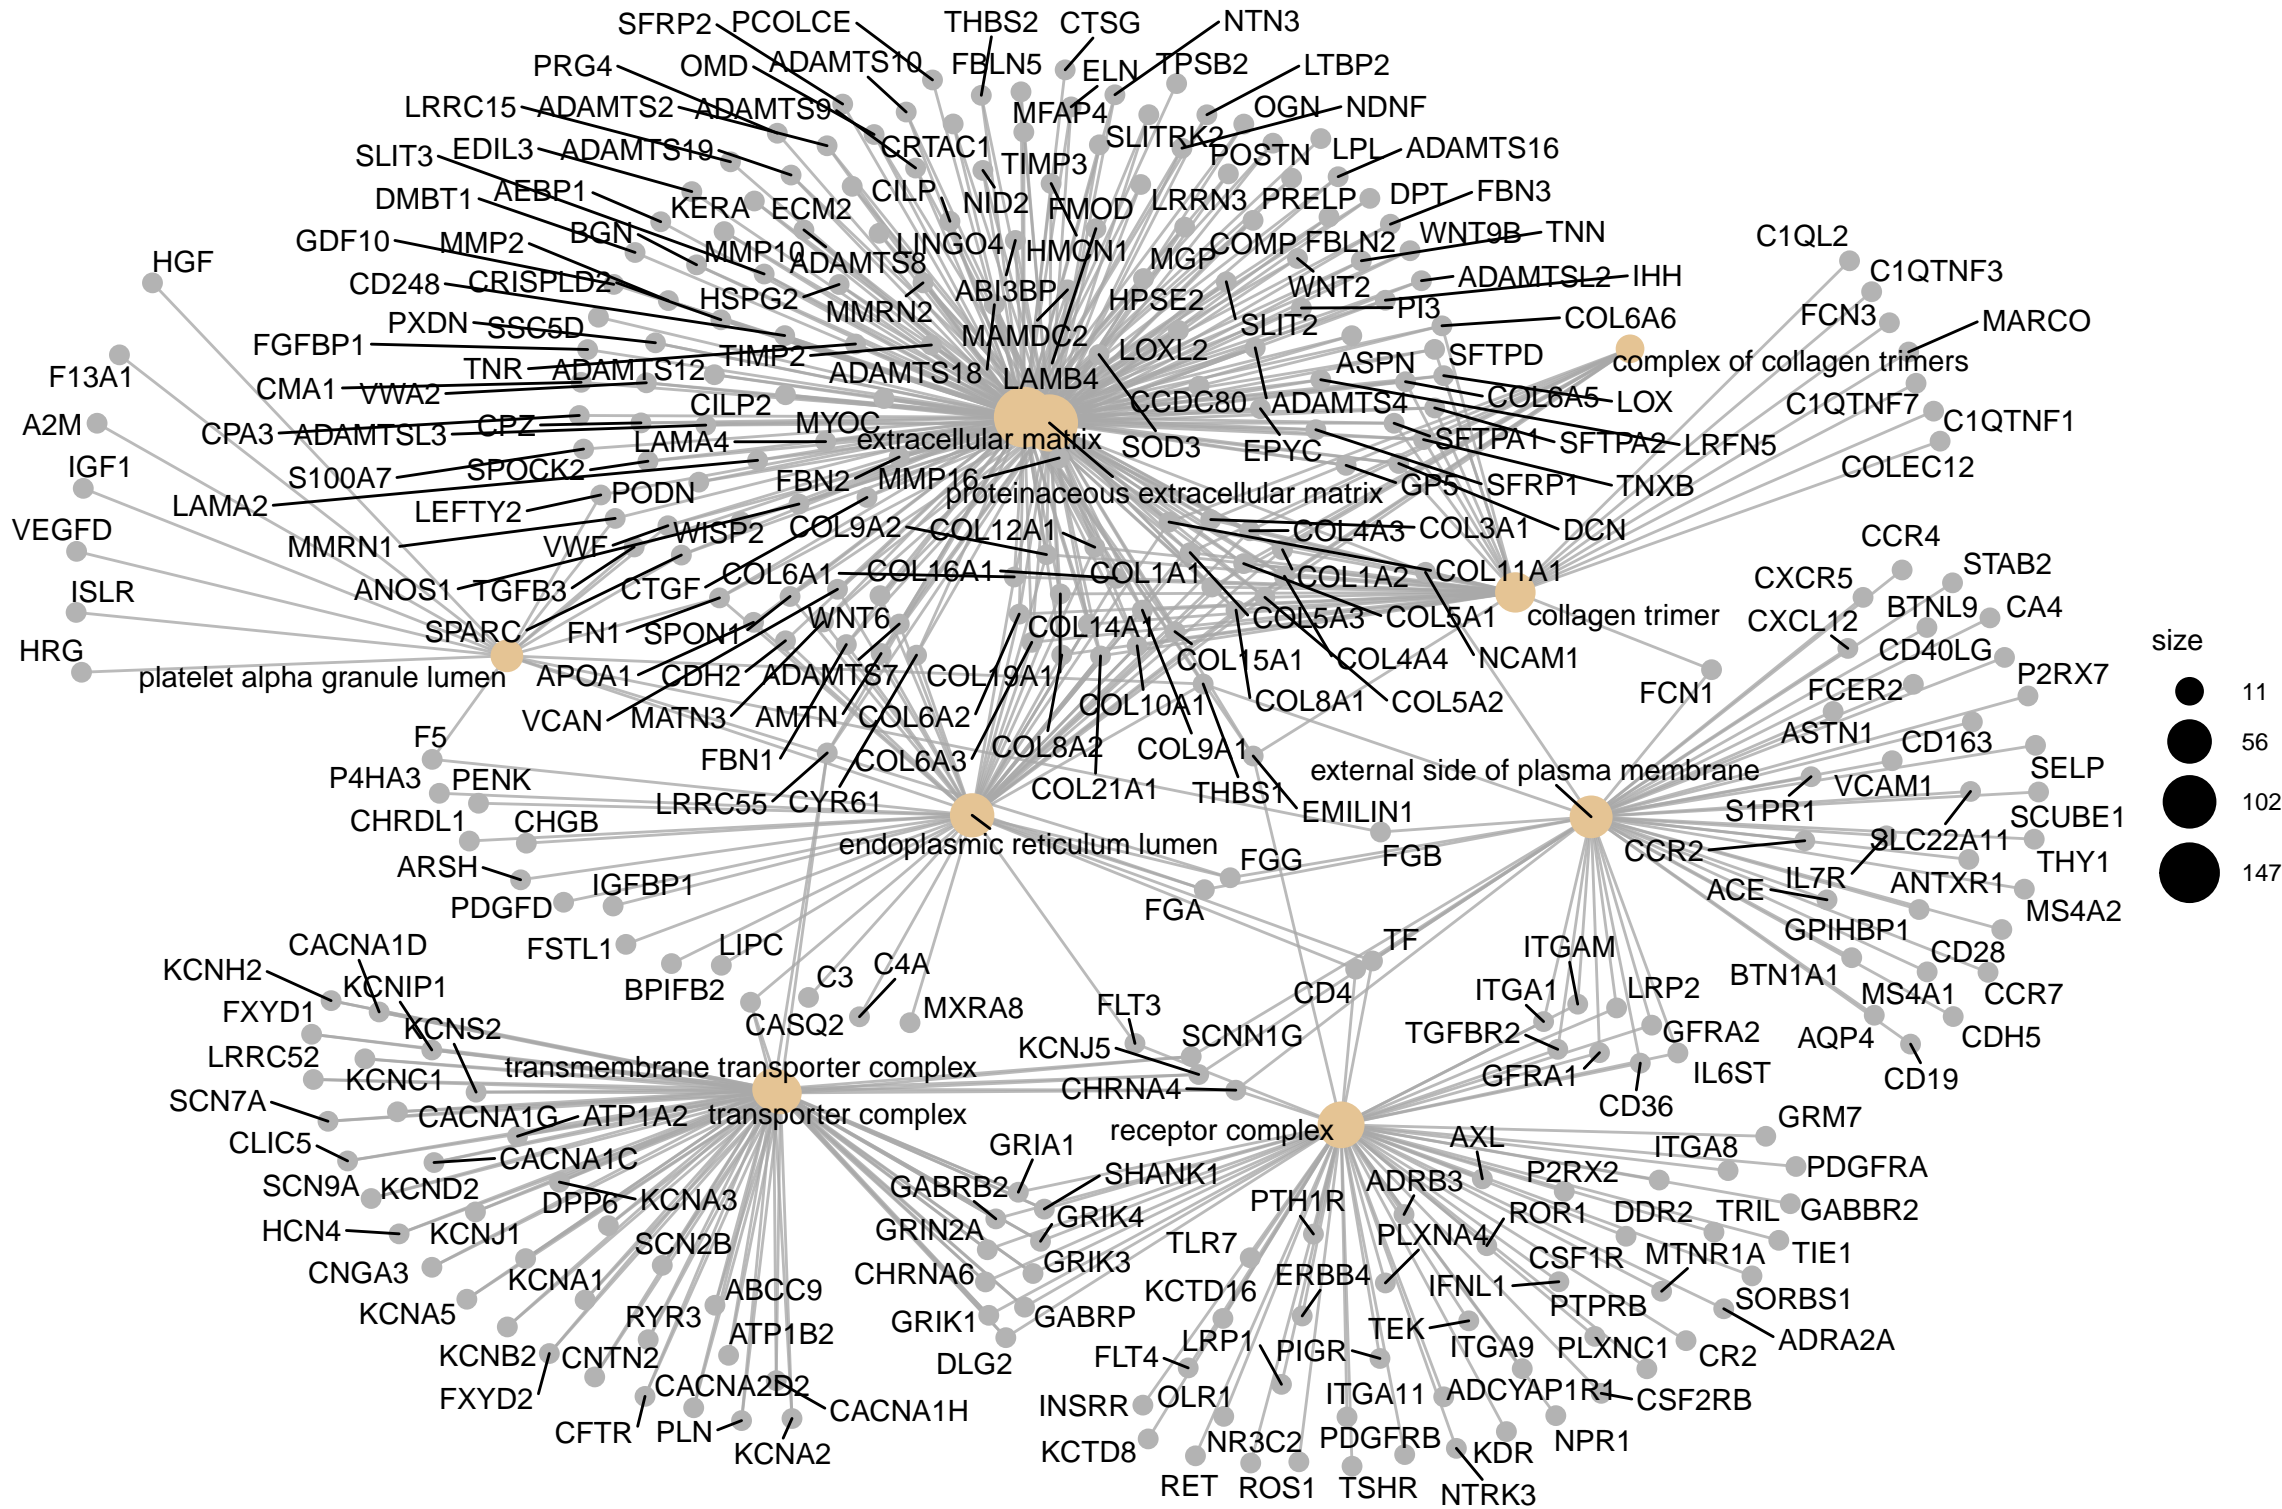 SFRP2 PCOLCE THBS2 CTSG NTN3
PRG4 OMD ADAMTS10 FBLN5 ELN TPSB2 LTBP2
LRRC15 ADAMTS2 ADAMTS9 MFAP4 OGN NDNF
SLIT3 EDIL3 ADAMTS19 CRTAC1 TIMP3 SLITRK2 POSTN LPL ADAMTS16
DMBT1 AEBP1 KERA ECM2 CILP NID2 FMOD LRRN3 PRELP DPT FBN3
GDF10 MMP2 BGN MMP10 ADAMTS8 LINGO4 HMCN1 MGP COMP FBLN2 WNT9B TNN C1QL2
HGF CD248 CRISPLD2 HSPG2 MMRN2 ABI3BP HPSE2 WNT2 ADAMTSL2 IHH C1QTNF3
PXDN SSC5D SLIT2 PI3 COL6A6 FCN3 MARCO
FGFBP1 TNR ADAMTS12 TIMP2 ADAMTS18 MAMDC2 LOXL2 ASPN SFTPD complex of collagen trimers
F13A1 CMA1 VWA2 LAMB4 CCDC80 ADAMTS4 COL6A5 LOX C1QTNF7 C1QTNF1
A2M CPA3 ADAMTSL3 CPZ CILP2 LAMA4 MYOC extracellular matrix SOD3 EPYC SFTPA1 SFTPA2 LRFN5
IGF1 S100A7 SPOCK2 FBN2 MMP16 proteinaceous extracellular matrix GP5 SFRP1 TNXB COLEC12
LAMA2 LEFTY2 PODN
VEGFD MMRN1 VWF WISP2 COL9A2 COL12A1 COL4A3 COL3A1 DCN CCR4
ISLR ANOS1 TGFB3 CTGF COL6A1 COL16A1 COL1A1 COL1A2 COL11A1 CXCR5 STAB2
HRG SPARC FN1 SPON1 WNT6 COL14A1 COL5A3 COL5A1 collagen trimer CXCL12 BTNL9 CA4
platelet alpha granule lumen APOA1 CDH2 ADAMTS7 COL19A1 COL15A1 COL4A4 NCAM1 CD40LG P2RX7 size
VCAN MATN3 AMTN COL6A2 COL10A1 COL8A1 COL5A2 FCN1 FCER2 11
F5 FBN1 COL6A3 COL8A2 COL9A1 ASTN1 CD163 56
P4HA3 PENK LRRC55 CYR61 COL21A1 THBS1 external side of plasma membrane VCAM1 SELP
CHRDL1 CHGB EMILIN1 S1PR1 SCUBE1 102
ARSH endoplasmic reticulum lumen FGG FGB CCR2 SLC22A11 THY1
PDGFD IGFBP1 FGA ACE IL7R ANTXR1 MS4A2 147
CACNA1D FSTL1 LIPC TF ITGAM GPIHBP1 CD28
KCNH2 KCNIP1 BPIFB2 C3 C4A CD4 ITGA1 LRP2 BTN1A1 MS4A1 CCR7
FXYD1 KCNS2 CASQ2 MXRA8 FLT3 SCNN1G TGFBR2 GFRA2 AQP4 CDH5
LRRC52 KCNC1 transmembrane transporter complex KCNJ5 GFRA1 IL6ST CD19
SCN7A CACNA1G ATP1A2 transporter complex CHRNA4 receptor complex CD36 GRM7
CLIC5 CACNA1C GRIA1 AXL ITGA8
SCN9A KCND2 DPP6 KCNA3 GABRB2 SHANK1 PTH1R ADRB3 P2RX2 PDGFRA
HCN4 KCNJ1 SCN2B GRIN2A GRIK4 TLR7 PLXNA4 ROR1 DDR2 TRIL GABBR2
CNGA3 KCNA1 ABCC9 CHRNA6 GRIK3 KCTD16 ERBB4 IFNL1 CSF1R MTNR1A TIE1
KCNA5 RYR3 ATP1B2 GRIK1 GABRP LRP1 TEK PTPRB SORBS1
KCNB2 CNTN2 DLG2 FLT4 PIGR ITGA9 PLXNC1 CR2 ADRA2A
FXYD2 CACNA2D2 CACNA1H INSRR OLR1 ITGA11 ADCYAP1R1 CSF2RB
CFTR PLN KCNA2 KCTD8 NR3C2 PDGFRB KDR NPR1
RET ROS1 TSHR NTRK3